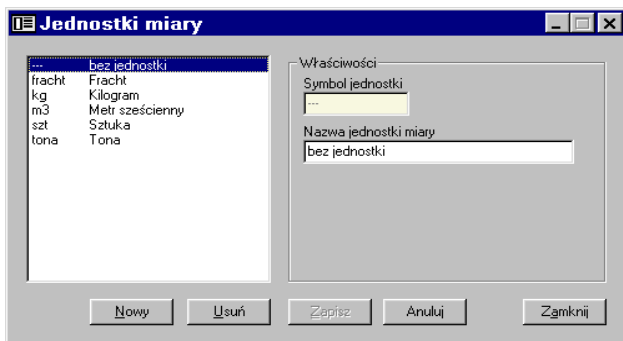 Jednostki miary
--- bez jednostki
fracht Fracht
kg Kilogram
m3 Metr sześcienny
szt Sztuka
tona Tona
Właściwości
Symbol jednostki
---
Nazwa jednostki miary
bez jednostki
Nowy Usuń Zapisz Anuluj Zamknij